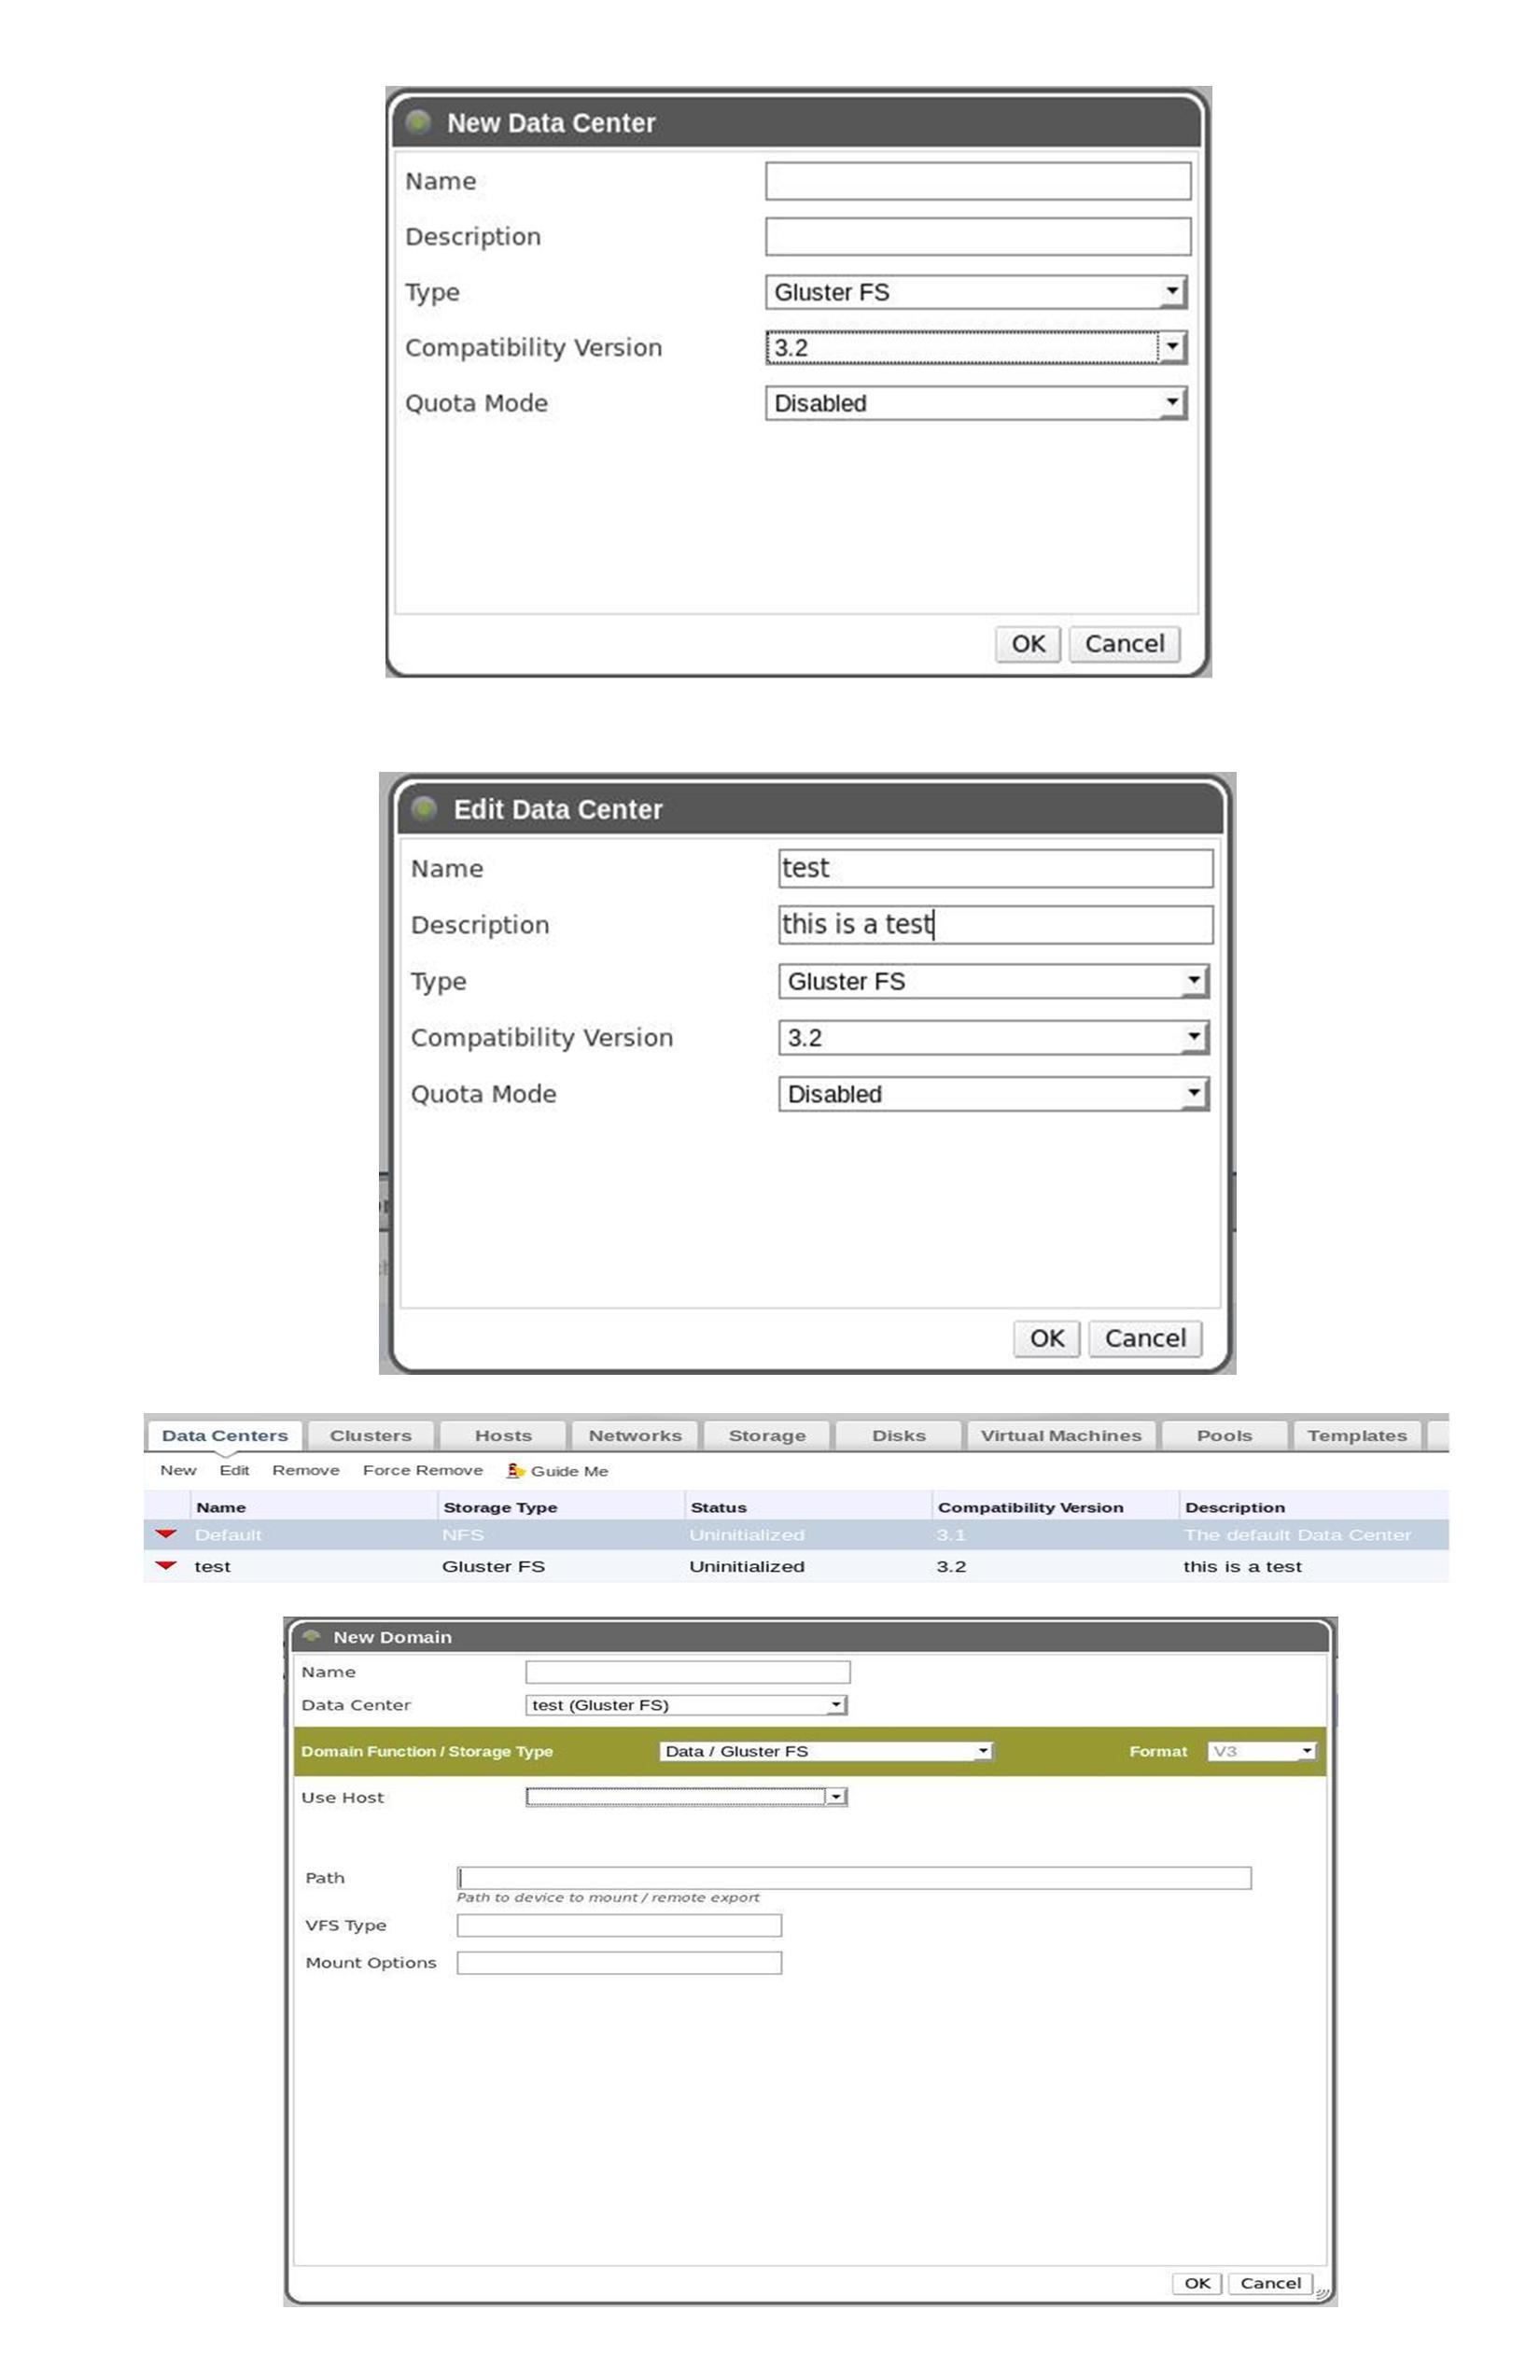 New Data Center
Name
Description
Type Gluster FS
Compatibility Version 3.2
Quota Mode Disabled
OK Cancel
Edit Data Center
Name test
Description this is a test
Type Gluster FS
Compatibility Version 3.2
Quota Mode Disabled
OK Cancel
Data Centers Clusters Hosts Networks Storage Disks Virtual Machines Pools Templates
New Edit Remove Force Remove Guide Me
Name Storage Type Status Compatibility Version Description
Default NFS Uninitialized 3.1 The default Data Center
test Gluster FS Uninitialized 3.2 this is a test
New Domain
Name
Data Center test (Gluster FS)
Domain Function / Storage Type Data / Gluster FS Format V3
Use Host
Path
Path to device to mount / remote export
VFS Type
Mount Options
OK Cancel